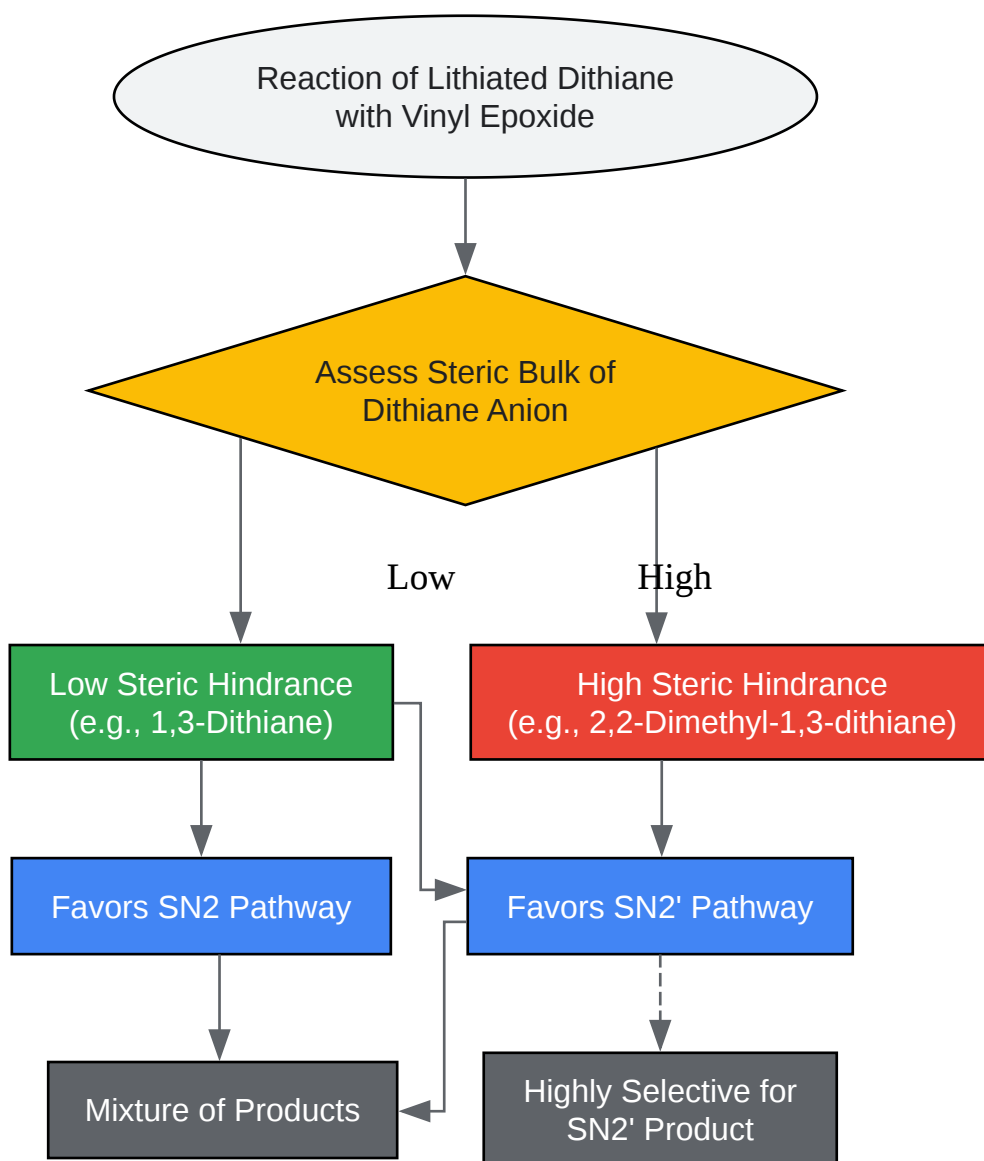 Reaction of Lithiated Dithiane
with Vinyl Epoxide
Assess Steric Bulk of
Dithiane Anion
Low
High
Low Steric Hindrance
(e.g., 1,3-Dithiane)
High Steric Hindrance
(e.g., 2,2-Dimethyl-1,3-dithiane)
Favors SN2 Pathway
Favors SN2' Pathway
Mixture of Products
Highly Selective for
SN2' Product